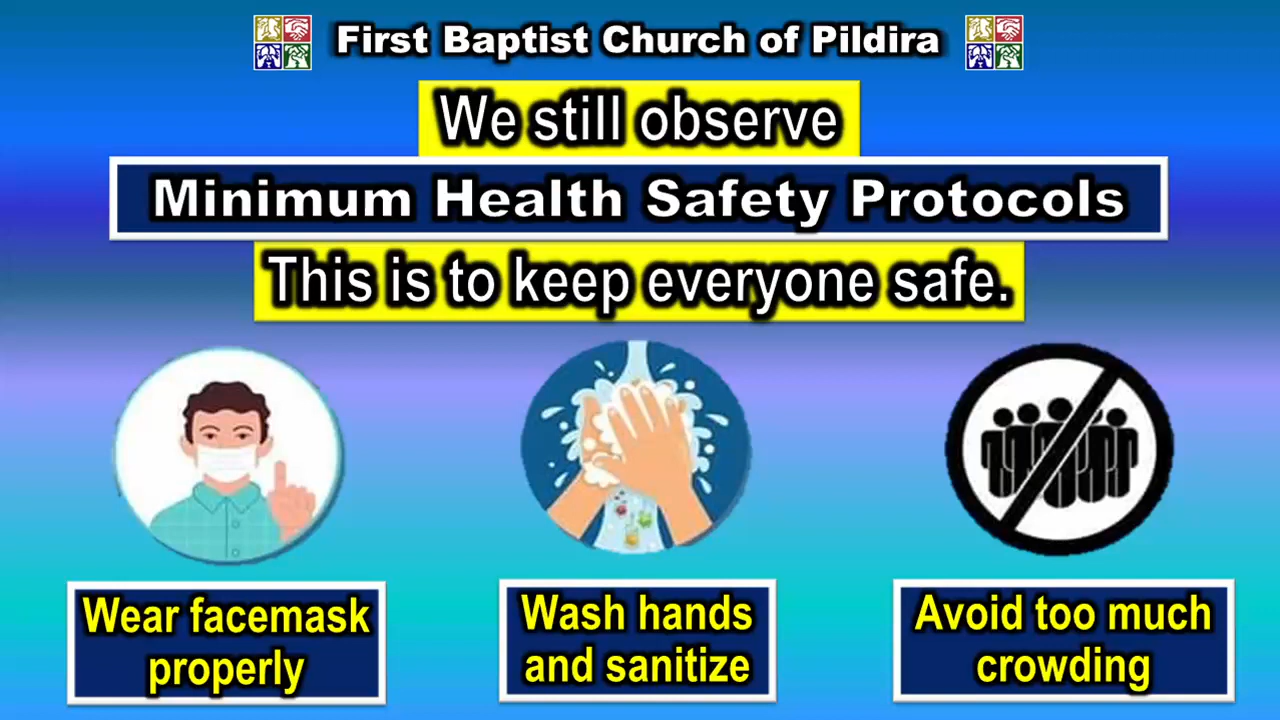 First Baptist Church of Pildira
We still observe
Minimum Health Safety Protocols
This is to keep everyone safe.
Wear facemask
properly
Wash hands
and sanitize
Avoid too much
crowding